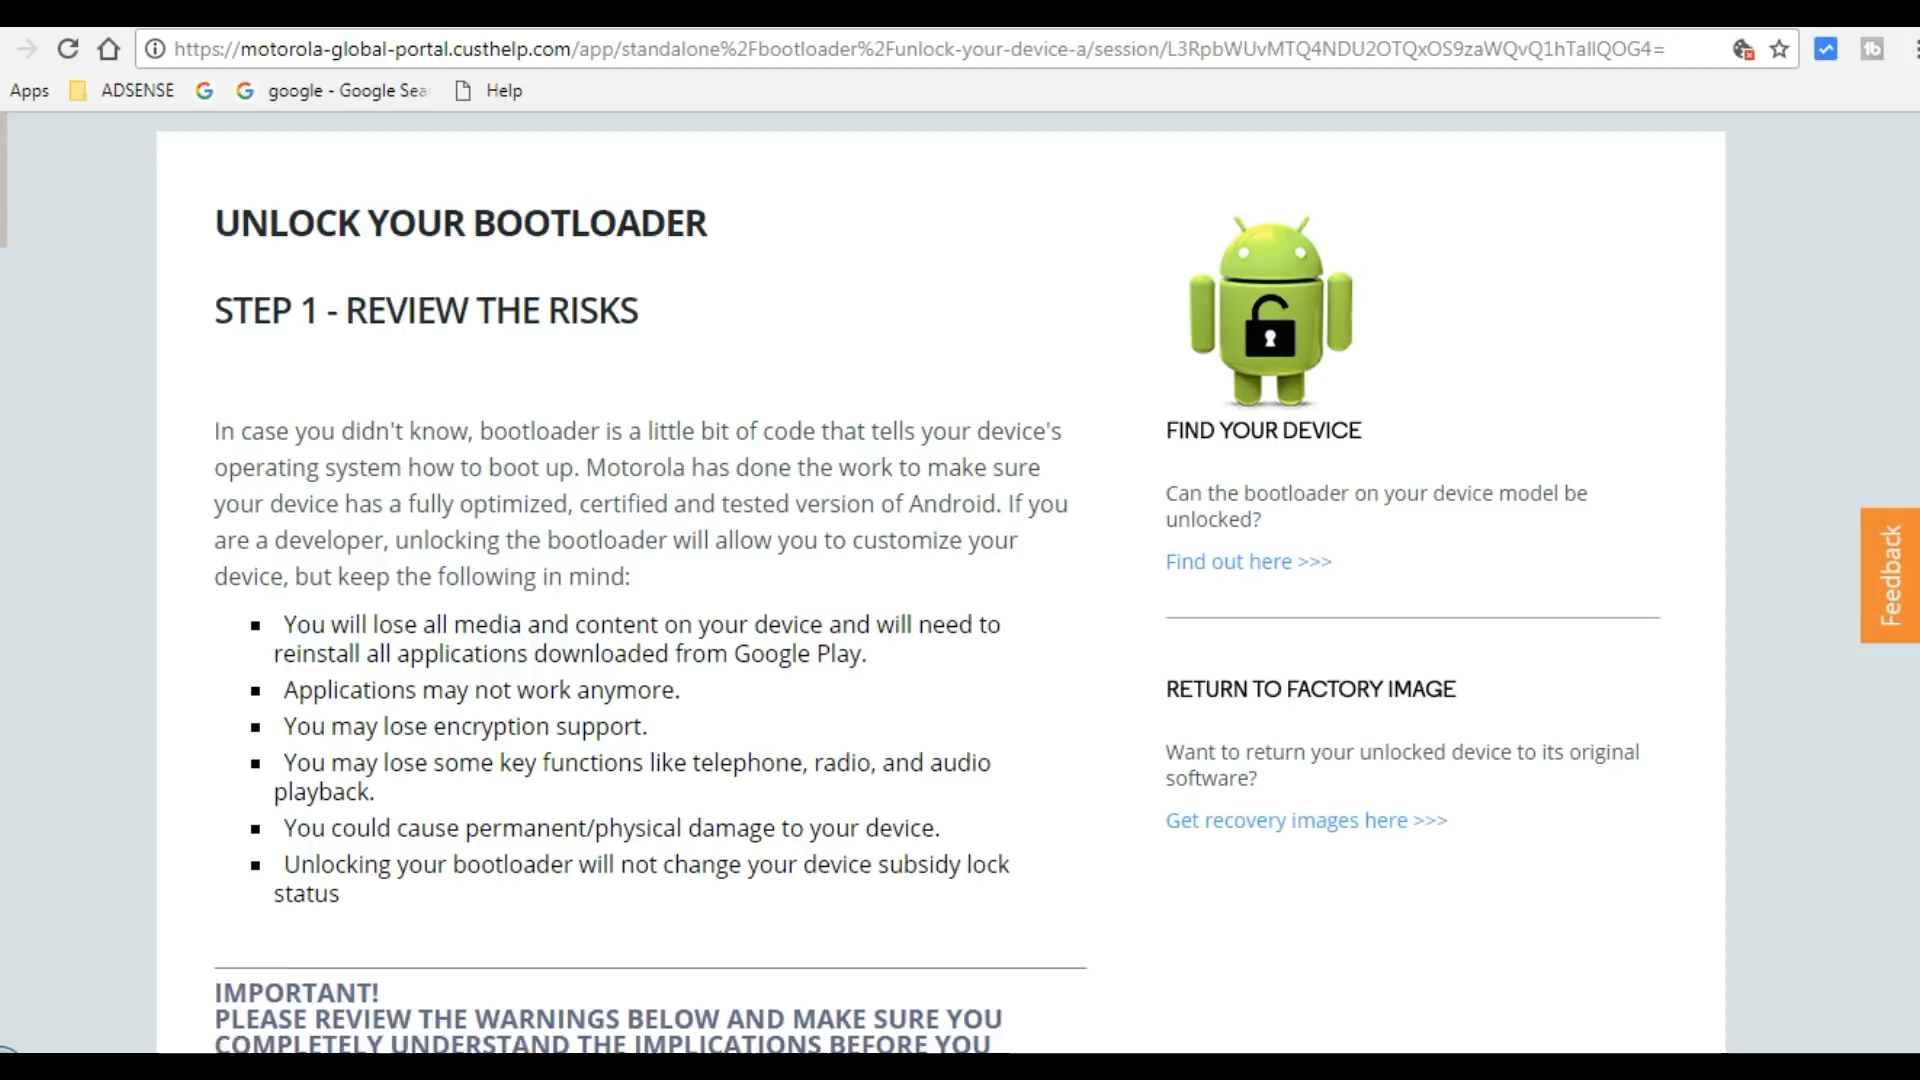 https://motorola-global-portal.custhelp.com/app/standalone%2Fbootloader%2Funlock-your-device-a/session/L3RpbWUvMTQ4NDU2OTQxOS9zaWQvQ1hTallQOG4=
Apps ADSENSE google - Google Sea Help
UNLOCK YOUR BOOTLOADER
STEP 1 - REVIEW THE RISKS
In case you didn't know, bootloader is a little bit of code that tells your device's
operating system how to boot up. Motorola has done the work to make sure
your device has a fully optimized, certified and tested version of Android. If you
are a developer, unlocking the bootloader will allow you to customize your
device, but keep the following in mind:
You will lose all media and content on your device and will need to
reinstall all applications downloaded from Google Play.
Applications may not work anymore.
You may lose encryption support.
You may lose some key functions like telephone, radio, and audio
playback.
You could cause permanent/physical damage to your device.
Unlocking your bootloader will not change your device subsidy lock
status
IMPORTANT!
PLEASE REVIEW THE WARNINGS BELOW AND MAKE SURE YOU
COMPLETELY UNDERSTAND THE IMPLICATIONS BEFORE YOU
FIND YOUR DEVICE
Can the bootloader on your device model be
unlocked?
Find out here >>>
RETURN TO FACTORY IMAGE
Want to return your unlocked device to its original
software?
Get recovery images here >>>
Feedback